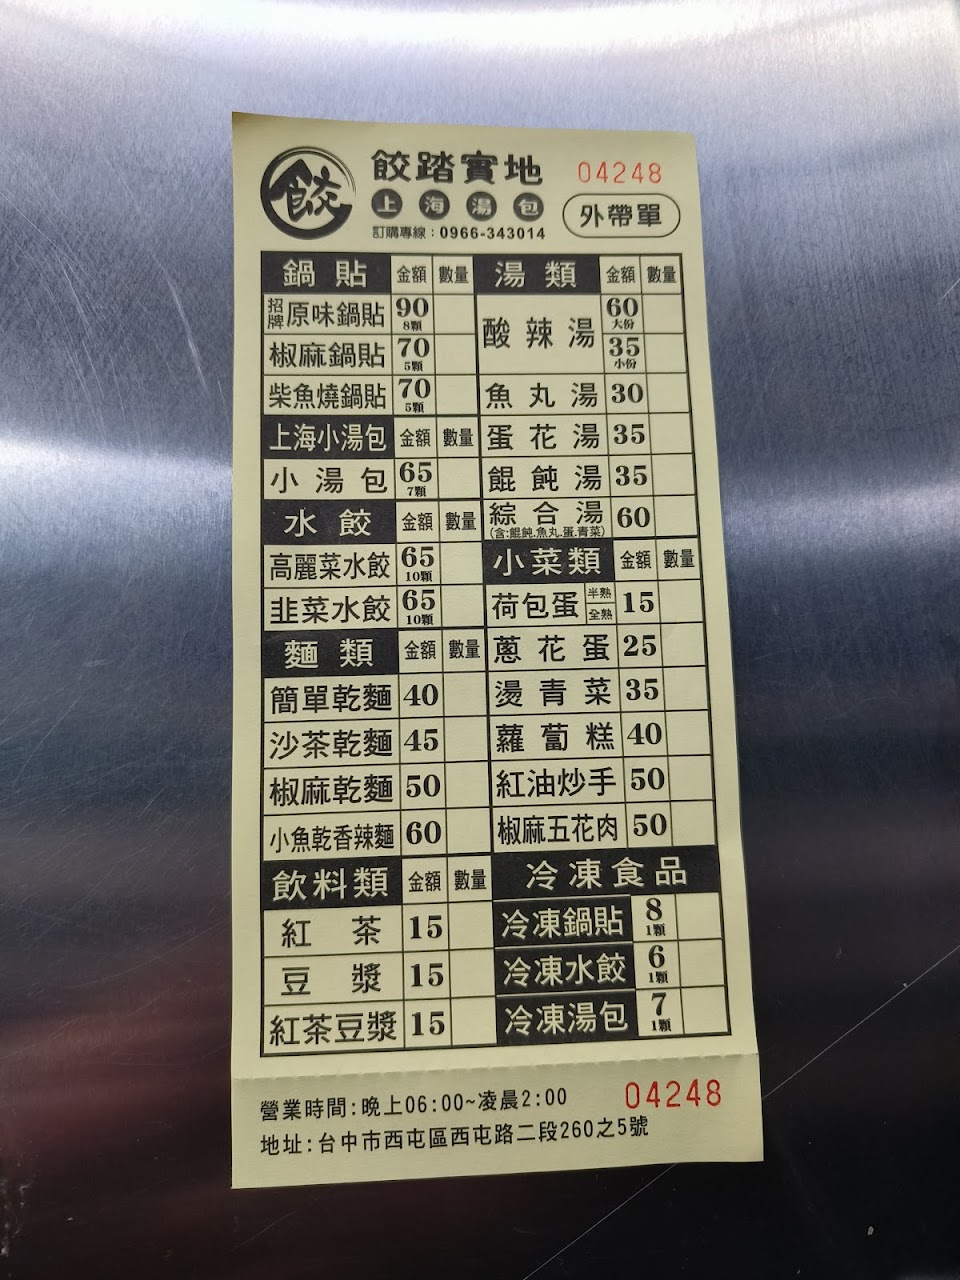 餃
餃踏實地
04248
上海湯包
外帶單
訂購專線：0966-343014
鍋貼 金額 數量
招牌原味鍋貼 90 8顆
椒麻鍋貼 70 5顆
柴魚燒鍋貼 70 5顆
上海小湯包 金額 數量
小湯包 65 7顆
水餃 金額 數量
高麗菜水餃 65 10顆
韭菜水餃 65 10顆
麵類 金額 數量
簡單乾麵 40
沙茶乾麵 45
椒麻乾麵 50
小魚乾香辣麵 60
飲料類 金額 數量
紅茶 15
豆漿 15
紅茶豆漿 15
湯類 金額 數量
酸辣湯 60 大份
35 小份
魚丸湯 30
蛋花湯 35
餛飩湯 35
綜合湯 60
(含:餛飩.魚丸.蛋.青菜)
小菜類 金額 數量
荷包蛋 半熟 全熟 15
蔥花蛋 25
燙青菜 35
蘿蔔糕 40
紅油炒手 50
椒麻五花肉 50
冷凍食品
冷凍鍋貼 8 1顆
冷凍水餃 6 1顆
冷凍湯包 7 1顆
營業時間:晚上06:00~凌晨2:00
04248
地址:台中市西屯區西屯路二段260之5號